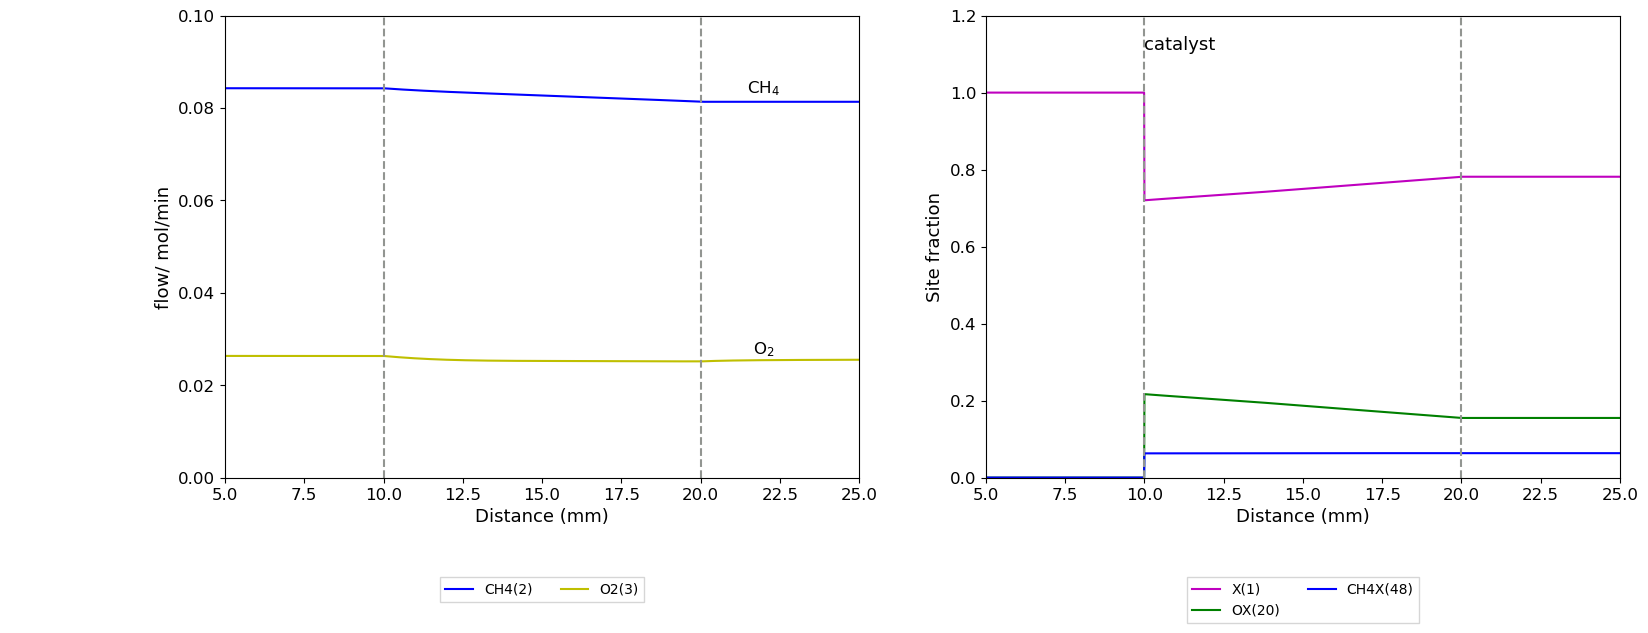 0.10
0.08
0.06
0.04
0.02
0.00
flow/ mol/min
CH₄
O₂
5.0 7.5 10.0 12.5 15.0 17.5 20.0 22.5 25.0
Distance (mm)
CH4(2) O2(3)
1.2
1.0
0.8
0.6
0.4
0.2
0.0
Site fraction
catalyst
5.0 7.5 10.0 12.5 15.0 17.5 20.0 22.5 25.0
Distance (mm)
X(1) CH4X(48)
OX(20)